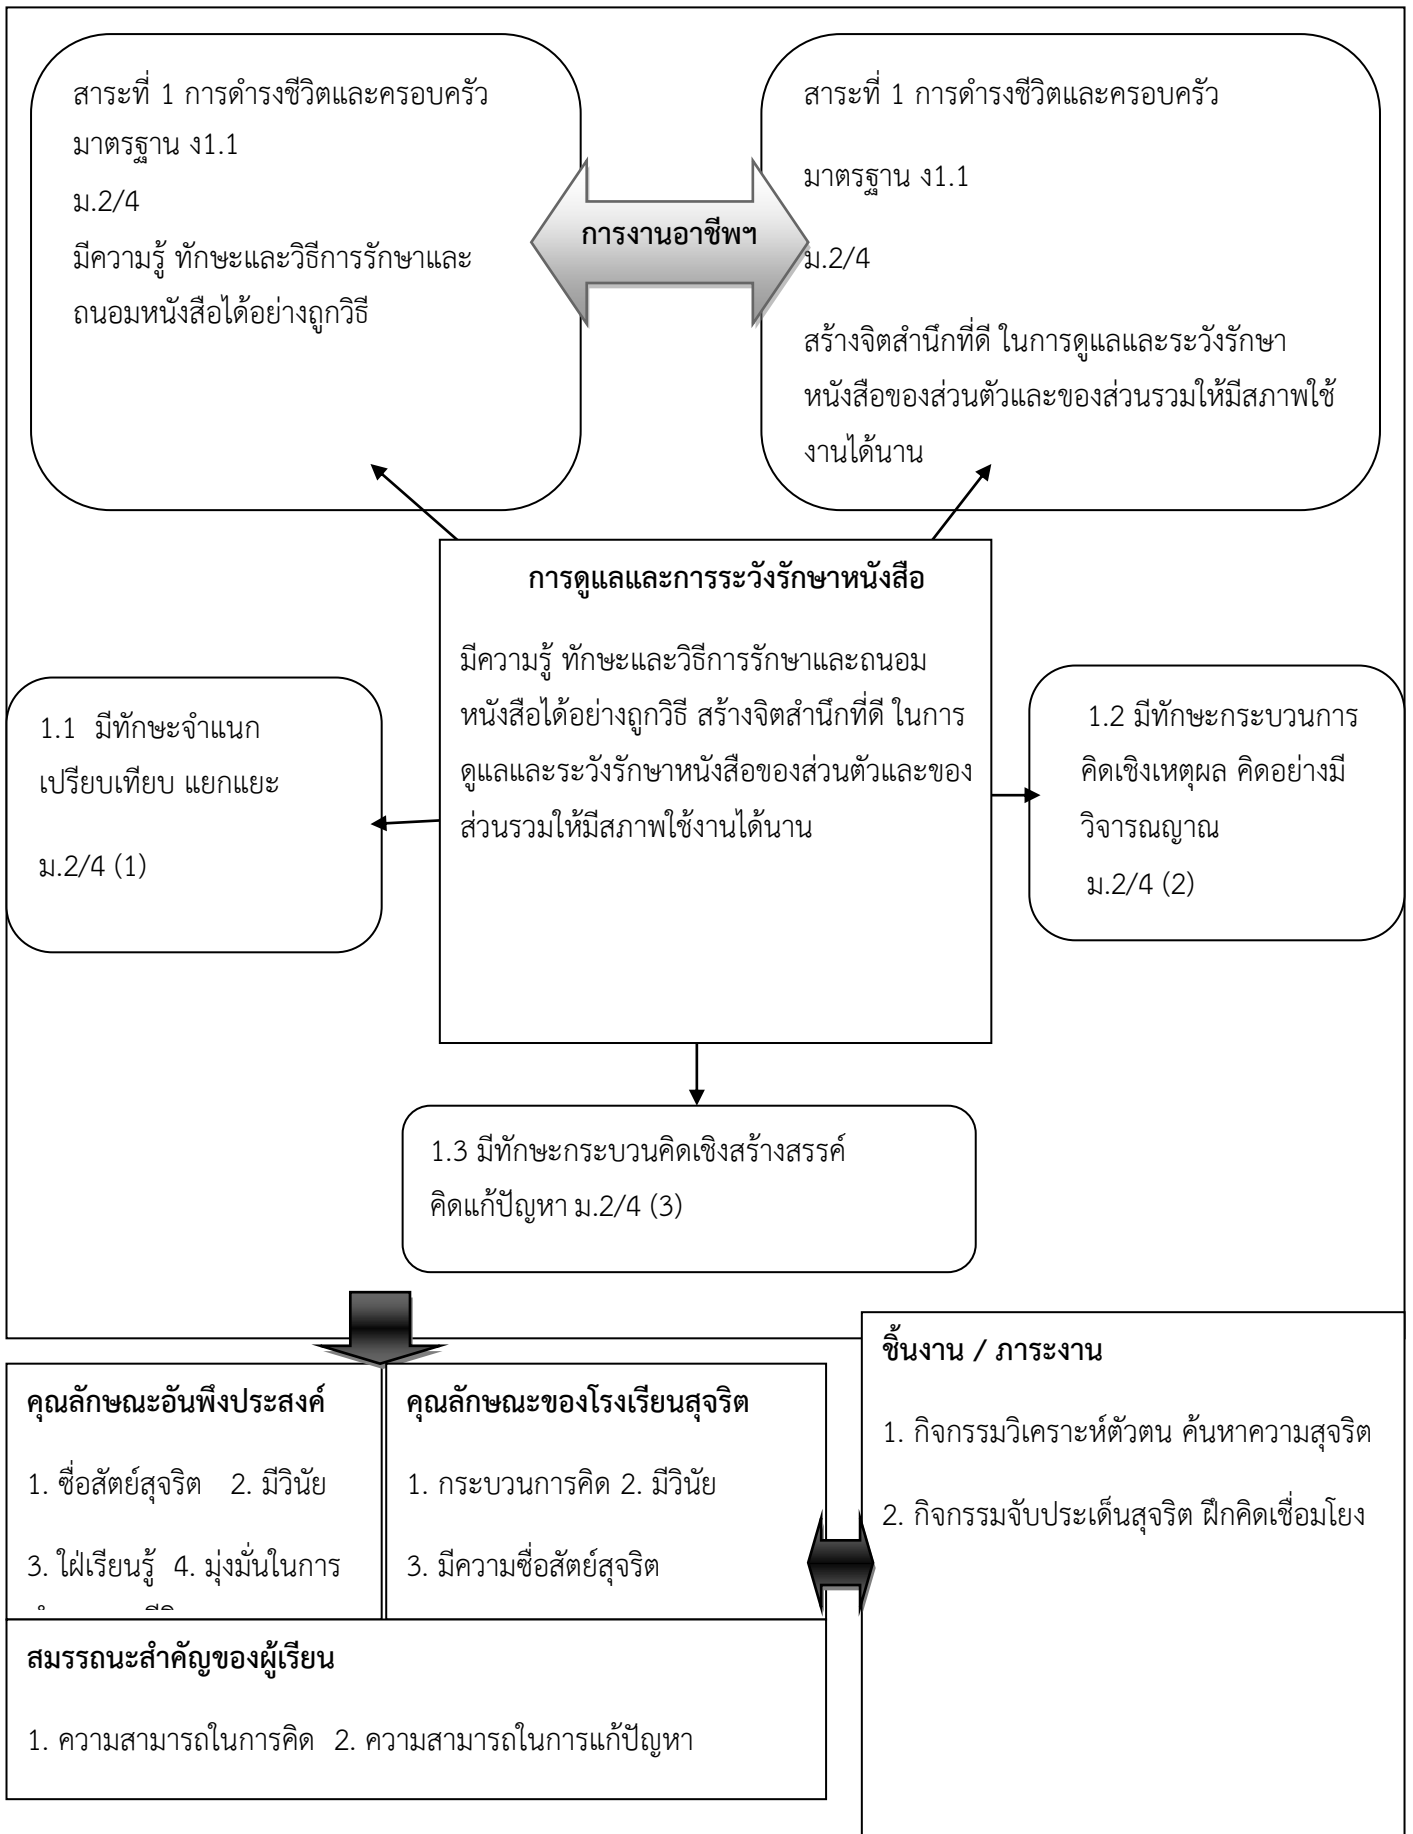 สาระที่ 1 การดำรงชีวิตและครอบครัว
มาตรฐาน ง1.1
ม.2/4
มีความรู้ ทักษะและวิธีการรักษาและ
ถนอมหนังสือได้อย่างถูกวิธี
การงานอาชีพฯ
สาระที่ 1 การดำรงชีวิตและครอบครัว
มาตรฐาน ง1.1
ม.2/4
สร้างจิตสำนึกที่ดี ในการดูแลและระวังรักษา
หนังสือของส่วนตัวและของส่วนรวมให้มีสภาพใช้
งานได้นาน
การดูแลและการระวังรักษาหนังสือ
มีความรู้ ทักษะและวิธีการรักษาและถนอม
หนังสือได้อย่างถูกวิธี สร้างจิตสำนึกที่ดี ในการ
ดูแลและระวังรักษาหนังสือของส่วนตัวและของ
ส่วนรวมให้มีสภาพใช้งานได้นาน
1.1 มีทักษะจำแนก
เปรียบเทียบ แยกแยะ
ม.2/4 (1)
1.2 มีทักษะกระบวนการ
คิดเชิงเหตุผล คิดอย่างมี
วิจารณญาณ
ม.2/4 (2)
1.3 มีทักษะกระบวนคิดเชิงสร้างสรรค์
คิดแก้ปัญหา ม.2/4 (3)
คุณลักษณะอันพึงประสงค์
1. ซื่อสัตย์สุจริต 2. มีวินัย
3. ใฝ่เรียนรู้ 4. มุ่งมั่นในการ
คุณลักษณะของโรงเรียนสุจริต
1. กระบวนการคิด 2. มีวินัย
3. มีความซื่อสัตย์สุจริต
สมรรถนะสำคัญของผู้เรียน
1. ความสามารถในการคิด 2. ความสามารถในการแก้ปัญหา
ชิ้นงาน / ภาระงาน
1. กิจกรรมวิเคราะห์ตัวตน ค้นหาความสุจริต
2. กิจกรรมจับประเด็นสุจริต ฝึกคิดเชื่อมโยง